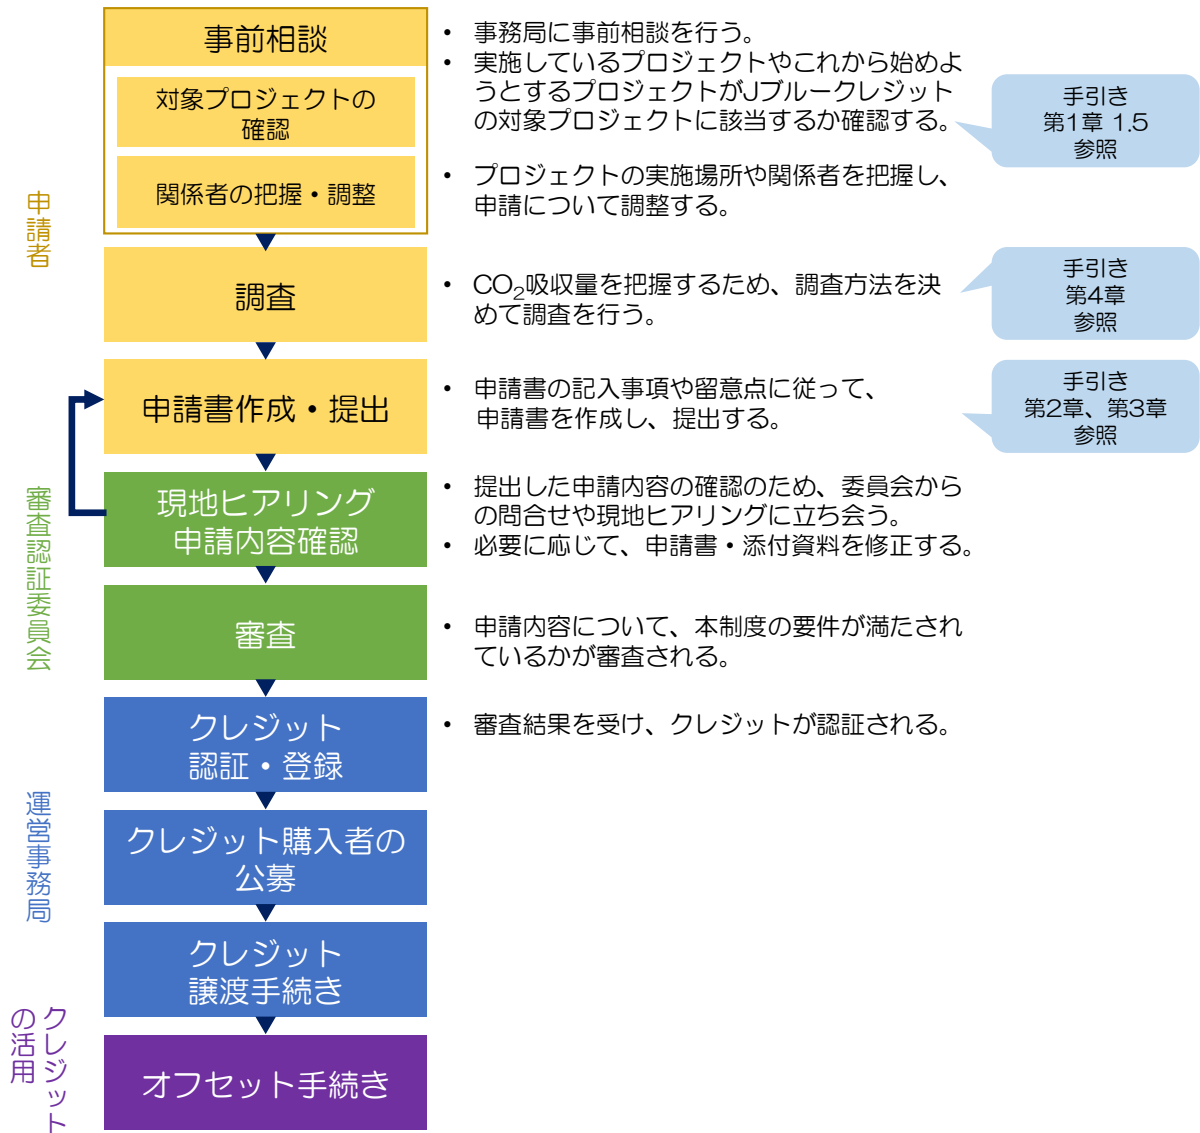 事前相談
対象プロジェクトの
確認
関係者の把握・調整
• 事務局に事前相談を行う。
• 実施しているプロジェクトやこれから始めよ
うとするプロジェクトがJブルークレジット
の対象プロジェクトに該当するか確認する。
手引き
第1章 1.5
参照
• プロジェクトの実施場所や関係者を把握し、
申請について調整する。
申請者
調査
• CO₂吸収量を把握するため、調査方法を決
めて調査を行う。
手引き
第4章
参照
申請書作成・提出
• 申請書の記入事項や留意点に従って、
申請書を作成し、提出する。
手引き
第2章、第3章
参照
審査認証委員会
現地ヒアリング
申請内容確認
• 提出した申請内容の確認のため、委員会から
の問合せや現地ヒアリングに立ち会う。
• 必要に応じて、申請書・添付資料を修正する。
審査
• 申請内容について、本制度の要件が満たされ
ているかが審査される。
運営事務局
クレジット
認証・登録
• 審査結果を受け、クレジットが認証される。
クレジット購入者の
公募
クレジット
譲渡手続き
クレジット
の活用
オフセット手続き